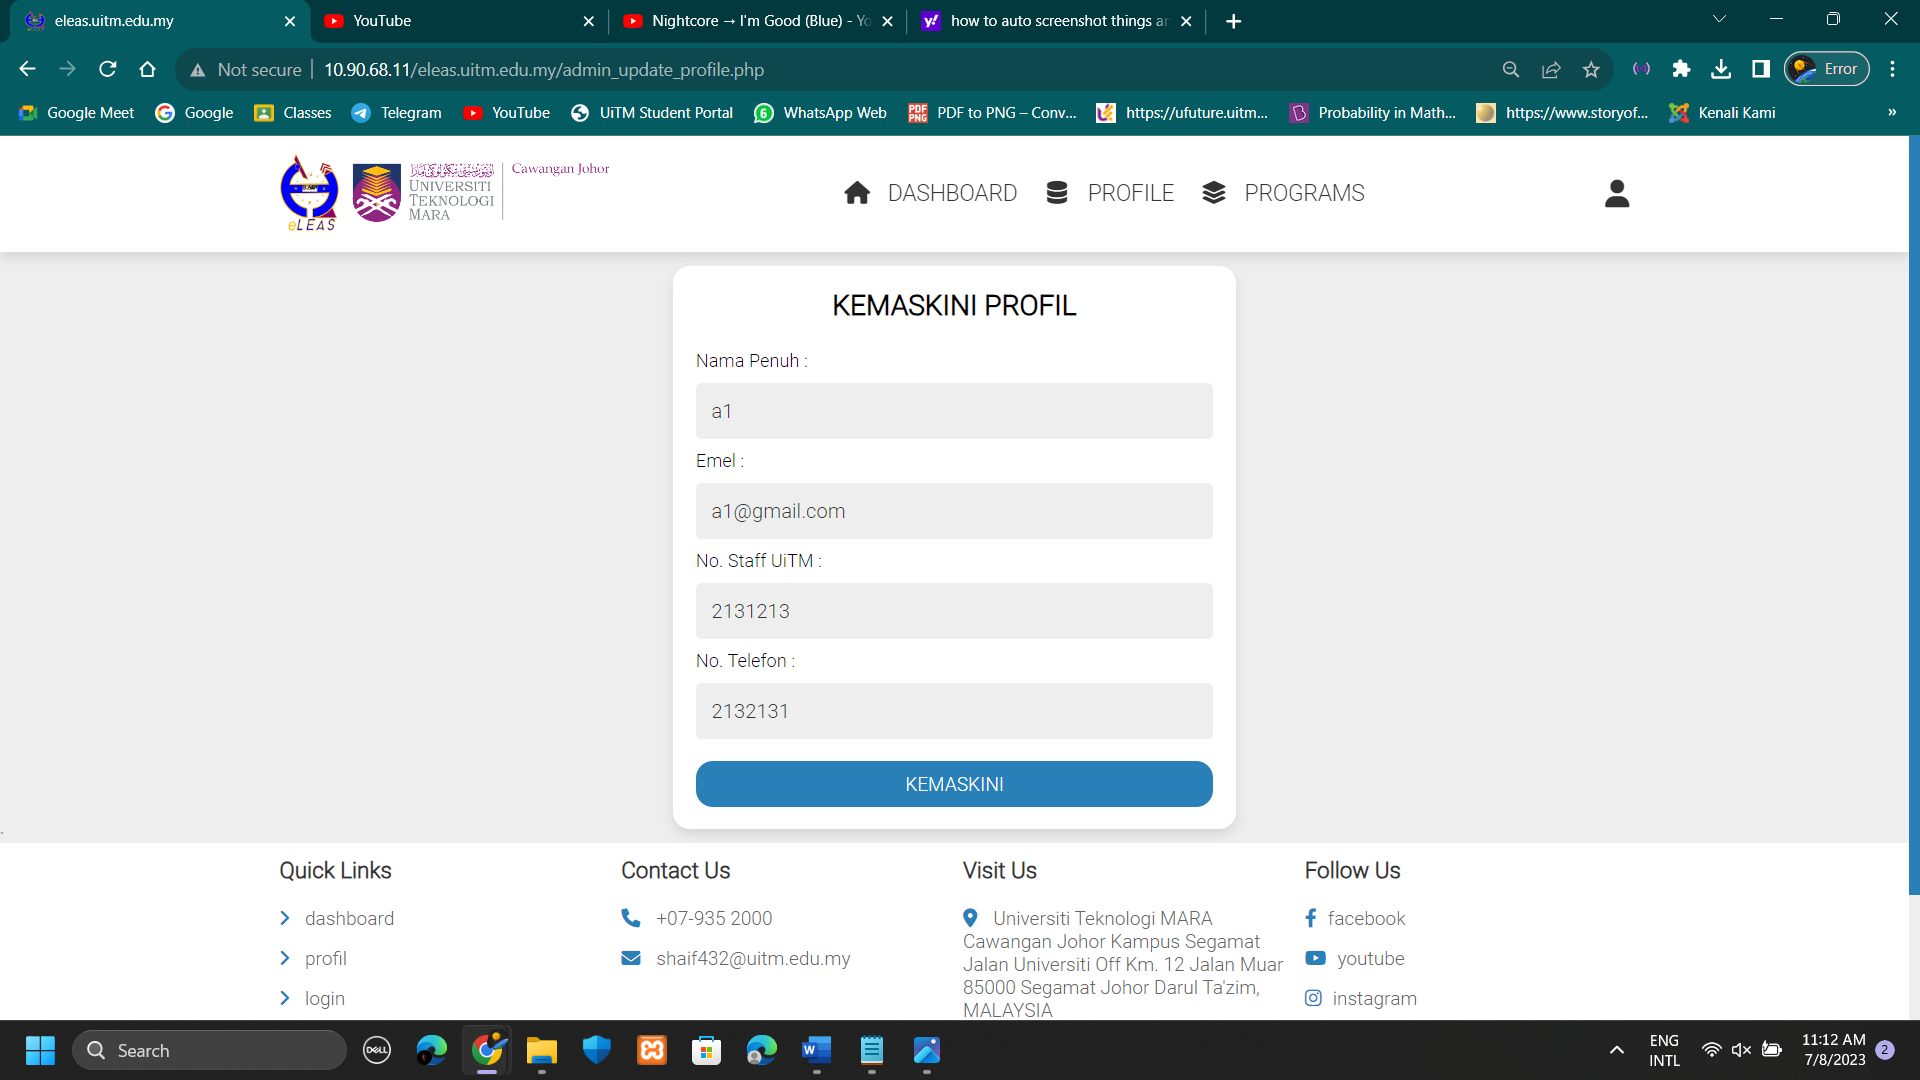 eleas.uitm.edu.my
YouTube
Nightcore → I'm Good (Blue) - Yo
how to auto screenshot things an
Not secure
10.90.68.11/eleas.uitm.edu.my/admin_update_profile.php
Error
Google Meet
Google
Classes
Telegram
YouTube
UiTM Student Portal
WhatsApp Web
PDF to PNG – Conv...
https://ufuture.uitm...
Probability in Math...
https://www.storyof...
Kenali Kami
»
eLEAS
UNIVERSITI
TEKNOLOGI
MARA
Cawangan Johor
DASHBOARD
PROFILE
PROGRAMS
KEMASKINI PROFIL
Nama Penuh :
a1
Emel :
a1@gmail.com
No. Staff UiTM :
2131213
No. Telefon :
2132131
KEMASKINI
Quick Links
dashboard
profil
login
Contact Us
+07-935 2000
shaif432@uitm.edu.my
Visit Us
Universiti Teknologi MARA
Cawangan Johor Kampus Segamat
Jalan Universiti Off Km. 12 Jalan Muar
85000 Segamat Johor Darul Ta'zim,
MALAYSIA
Follow Us
facebook
youtube
instagram
Search
DELL
ENG
INTL
11:12 AM
7/8/2023
2